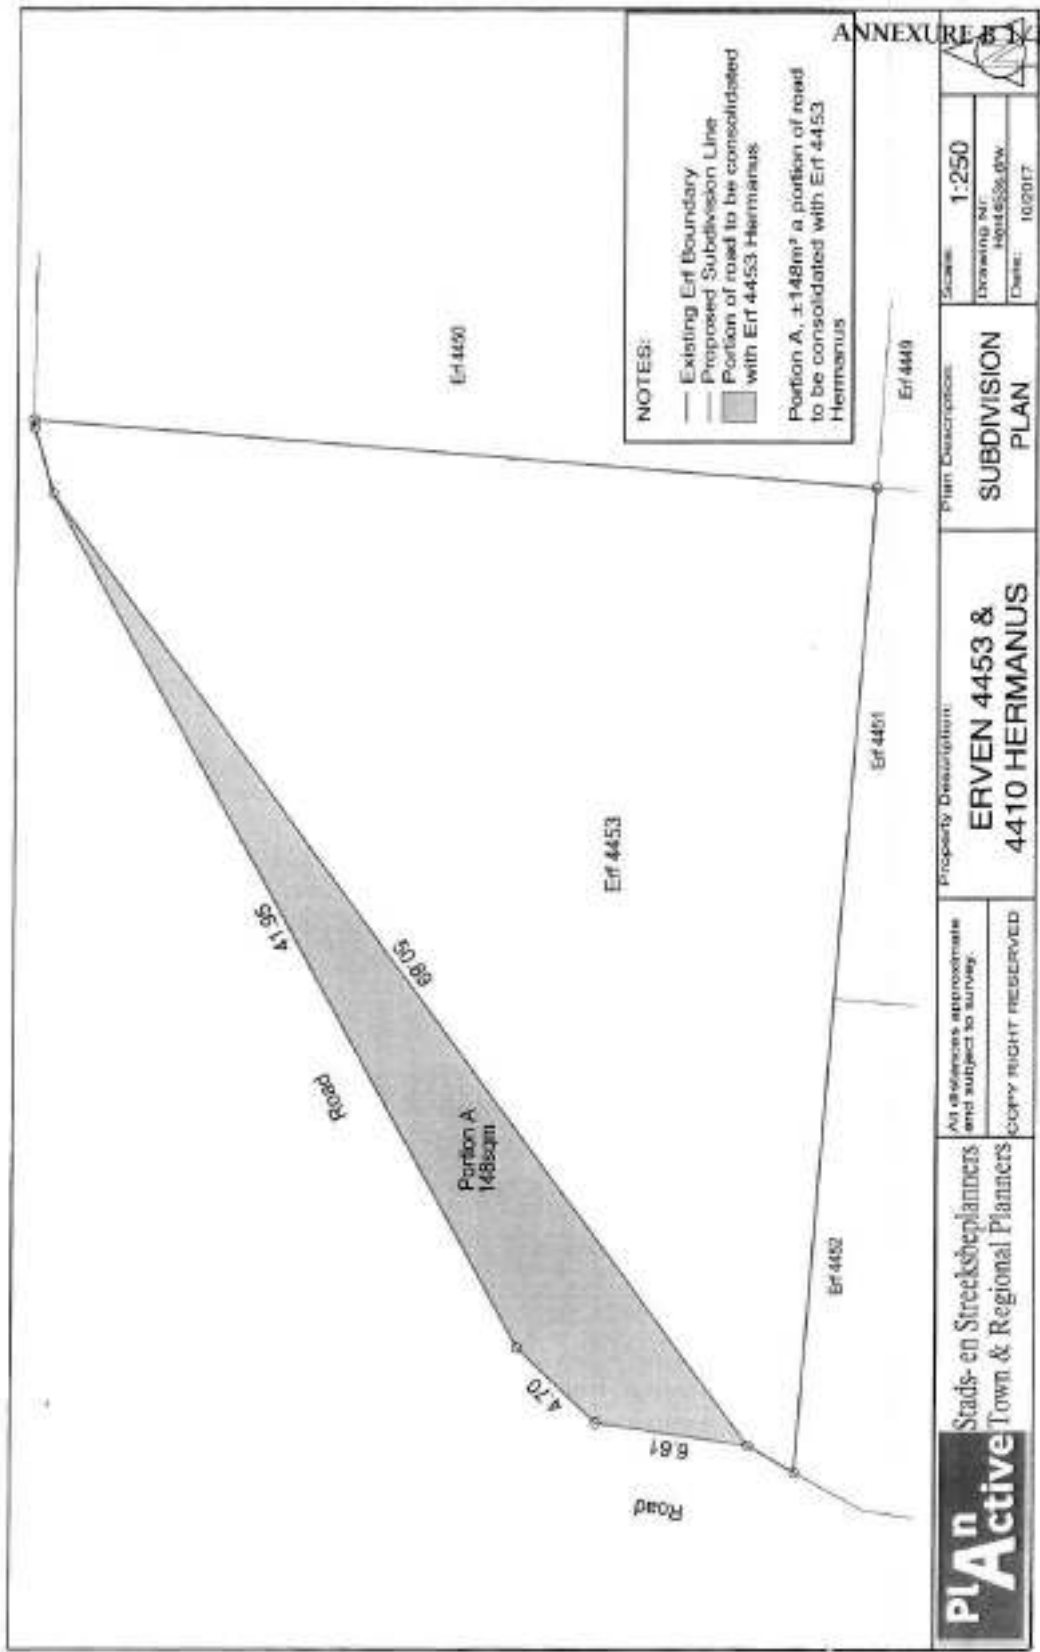 ANNEXURE B 1
NOTES:
Existing Erf Boundary
Proposed Subdivision Line
Portion of road to be consolidated
with Erf 4453 Hermanus
Portion A, ±148m² a portion of road
to be consolidated with Erf 4453
Hermanus
Erf 4450
Erf 4449
Erf 4451
Erf 4453
Erf 4452
41.95
Road
Portion A
148sqm
4.70
6.61
Road
Plan
Active
Stads- en Streeksbeplanners
Town & Regional Planners
All distances approximate
and subject to survey.
COPY RIGHT RESERVED
Property Description:
ERVEN 4453 &
4410 HERMANUS
Plan Description:
SUBDIVISION
PLAN
Scale:
1:250
Drawing Nr:
Date:
10/2017